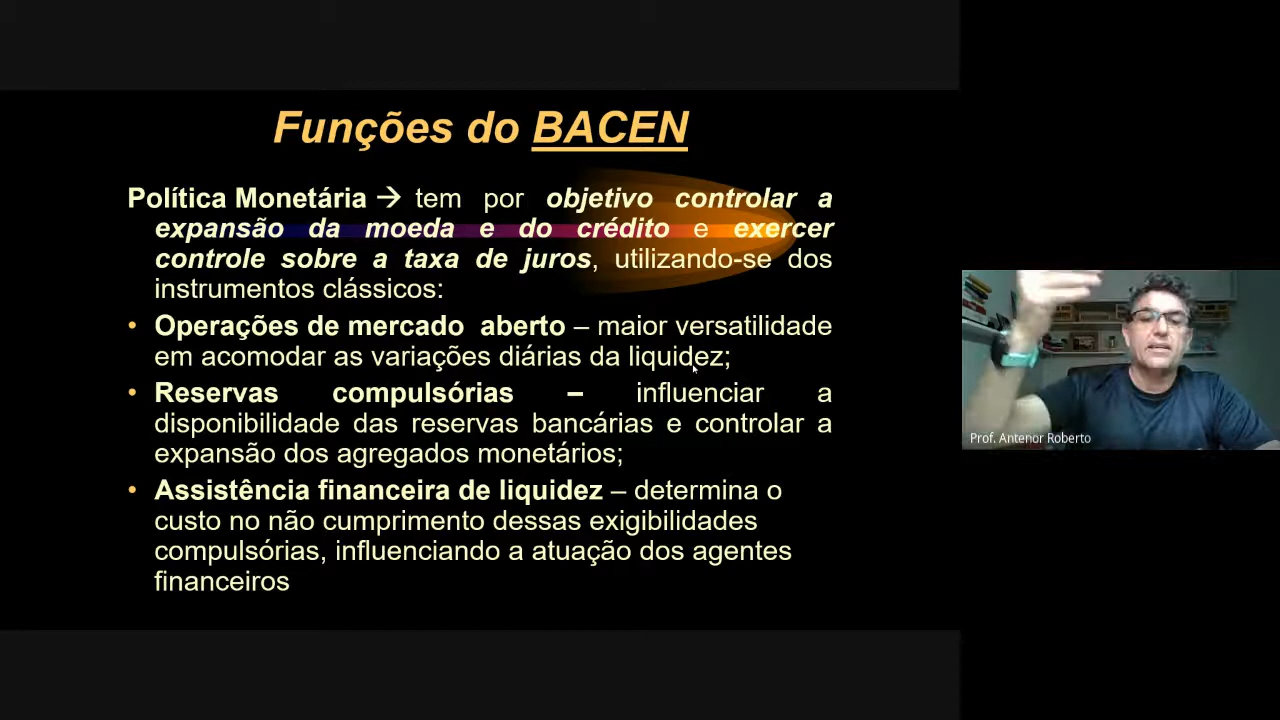 Funções do BACEN
Política Monetária → tem por objetivo controlar a
expansão da moeda e do crédito e exercer
controle sobre a taxa de juros, utilizando-se dos
instrumentos clássicos:
• Operações de mercado aberto – maior versatilidade
em acomodar as variações diárias da liquidez;
• Reservas compulsórias – influenciar a
disponibilidade das reservas bancárias e controlar a
expansão dos agregados monetários;
• Assistência financeira de liquidez – determina o
custo no não cumprimento dessas exigibilidades
compulsórias, influenciando a atuação dos agentes
financeiros
Prof. Antenor Roberto